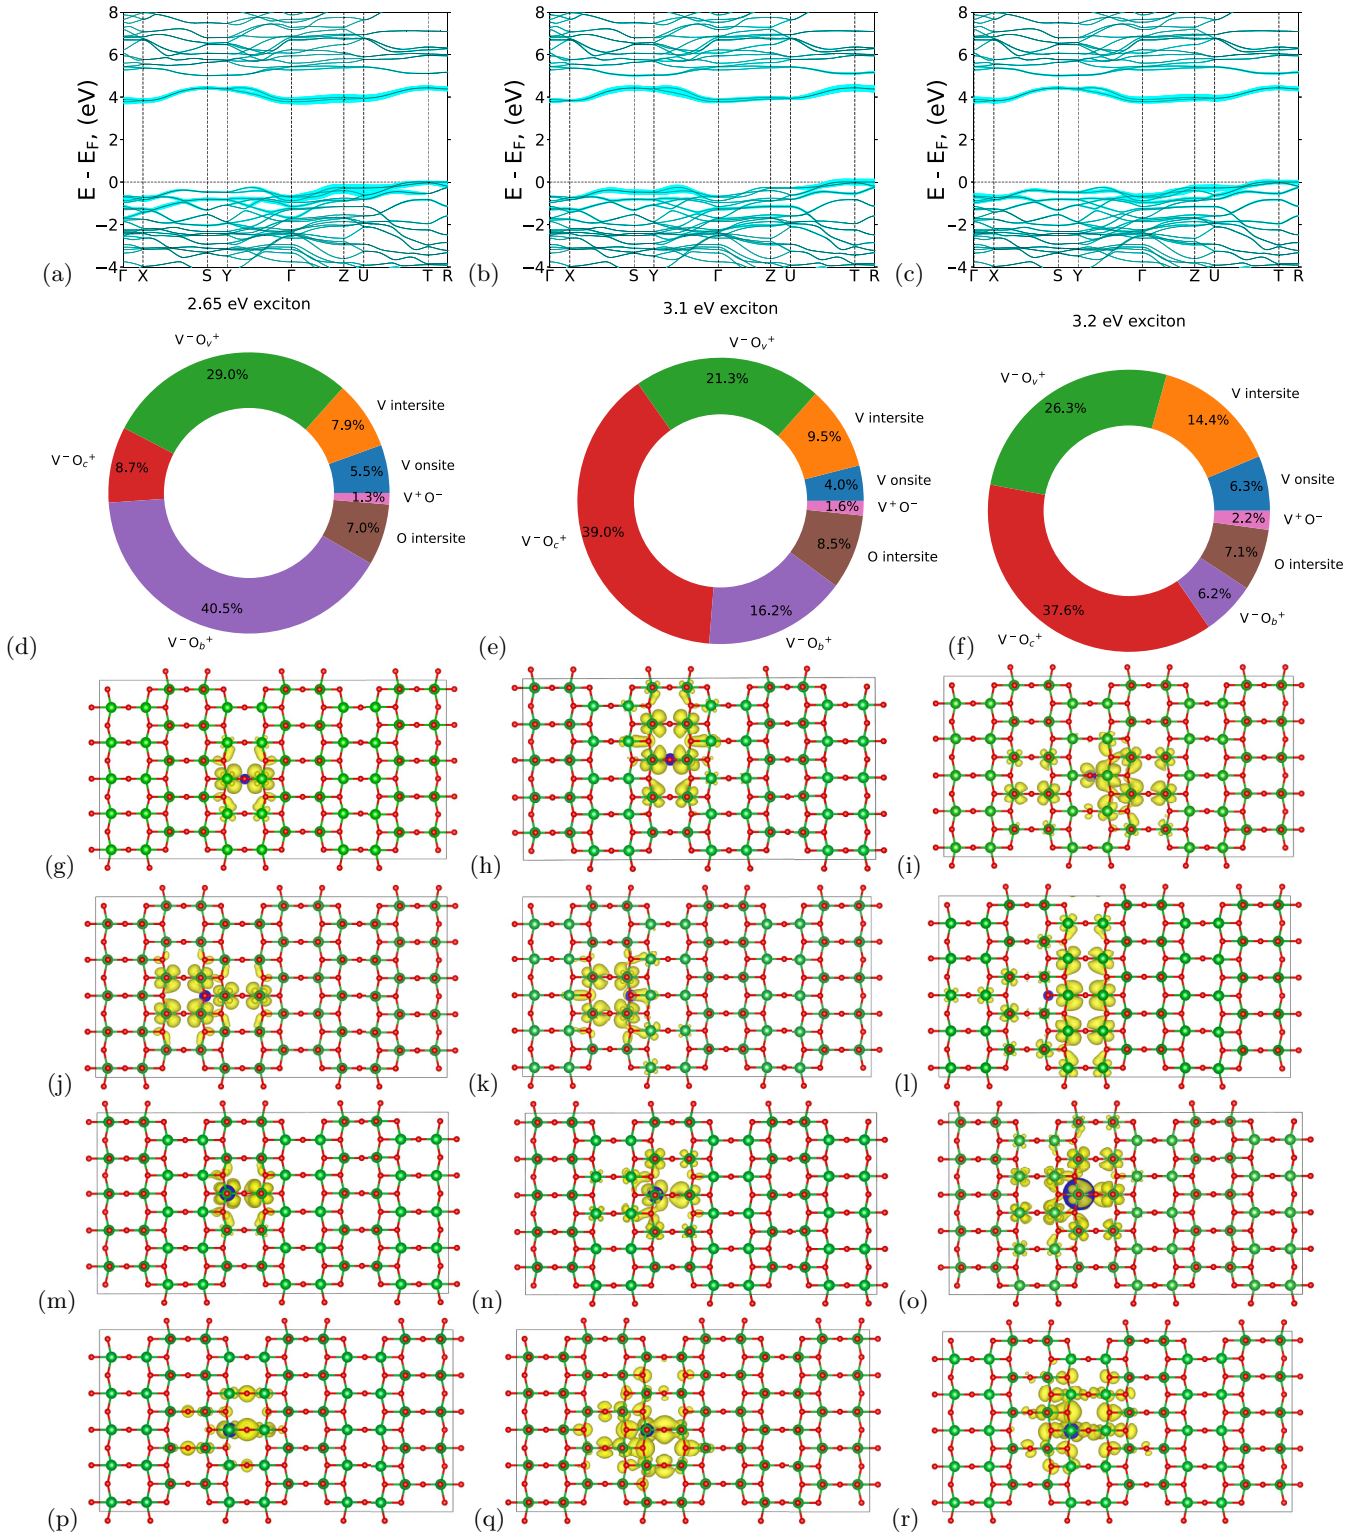 8
6
4
2
0
−2
−4
E - E_F, (eV)
Γ X S Y Γ Z U T R
(a)
8
6
4
2
0
−2
−4
E - E_F, (eV)
Γ X S Y Γ Z U T R
(b)
8
6
4
2
0
−2
−4
E - E_F, (eV)
Γ X S Y Γ Z U T R
(c)
2.65 eV exciton
V⁻O_v⁺
29.0%
V intersite
7.9%
V⁻O_c⁺
8.7%
V onsite
5.5%
V⁺O⁻
1.3%
O intersite
7.0%
40.5%
V⁻O_b⁺
(d)
3.1 eV exciton
V⁻O_v⁺
21.3%
V intersite
9.5%
V onsite
4.0%
V⁺O⁻
1.6%
V⁻O_c⁺
39.0%
O intersite
8.5%
16.2%
V⁻O_b⁺
(e)
3.2 eV exciton
V⁻O_v⁺
26.3%
V intersite
14.4%
V onsite
6.3%
V⁺O⁻
2.2%
O intersite
7.1%
6.2%
V⁻O_b⁺
37.6%
V⁻O_c⁺
(f)
(g)
(h)
(i)
(j)
(k)
(l)
(m)
(n)
(o)
(p)
(q)
(r)